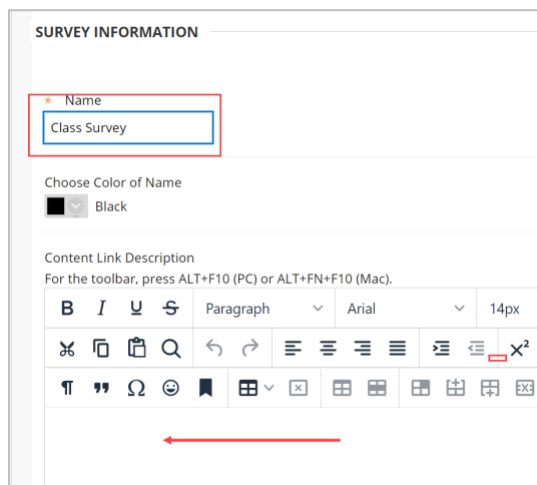 SURVEY INFORMATION
* Name
Class Survey
Choose Color of Name
Black
Content Link Description
For the toolbar, press ALT+F10 (PC) or ALT+FN+F10 (Mac).
B I U S Paragraph Arial 14px
X²
¶ " Ω